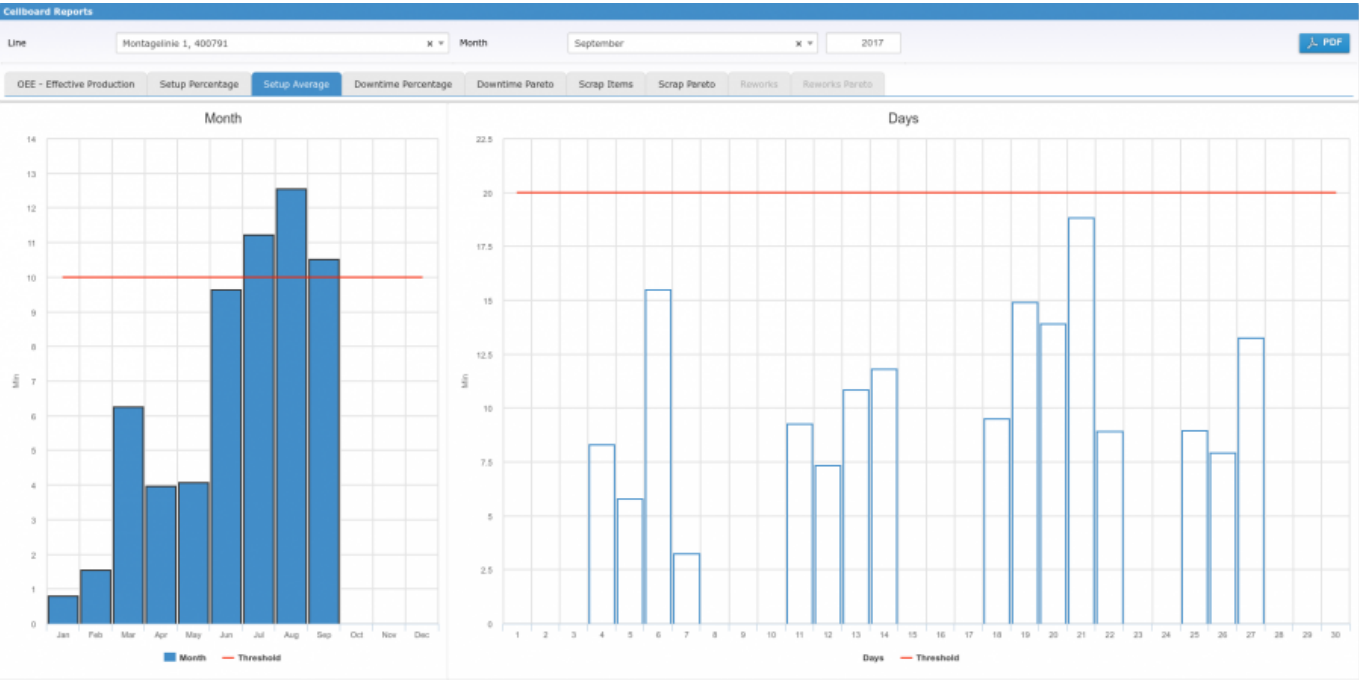 Cellboard Reports
Line Montagelinie 1, 400791 × Month September × 2017 PDF
OEE - Effective Production Setup Percentage Setup Average Downtime Percentage Downtime Pareto Scrap Items Scrap Pareto Reworks Reworks Pareto
Month
14
13
12
11
10
9
8
7
6
5
4
3
2
1
0
Min
Jan Feb Mar Apr May Jun Jul Aug Sep Oct Nov Dec
Month Threshold
Days
22.5
20
17.5
15
12.5
10
7.5
5
2.5
0
Min
1 2 3 4 5 6 7 8 9 10 11 12 13 14 15 16 17 18 19 20 21 22 23 24 25 26 27 28 29 30
Days Threshold